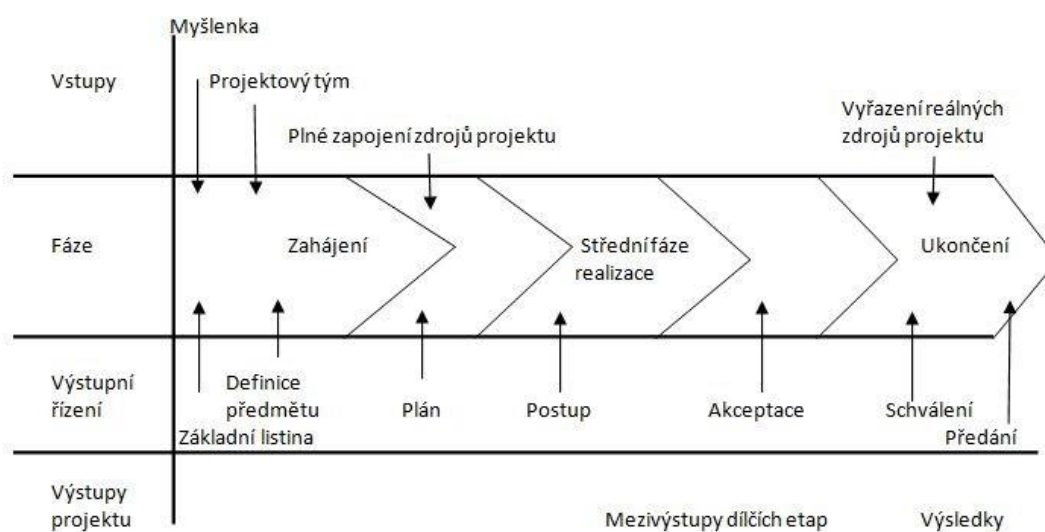 Myšlenka
Vstupy
Projektový tým
Plné zapojení zdrojů projektu
Vyřazení reálných
zdrojů projektu
Fáze
Zahájení
Střední fáze
realizace
Ukončení
Výstupní
řízení
Základní listina
Definice
předmětu
Plán
Postup
Akceptace
Schválení
Předání
Výstupy
projektu
Mezivýstupy dílčích etap
Výsledky